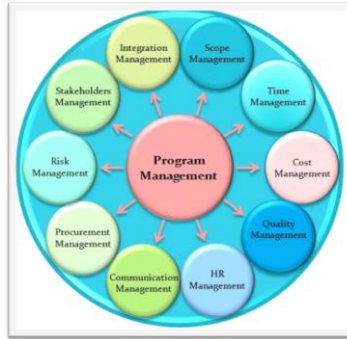 Integration
Management
Scope
Management
Time
Management
Cost
Management
Quality
Management
HR
Management
Communication
Management
Procurement
Management
Risk
Management
Stakeholders
Management
Program
Management